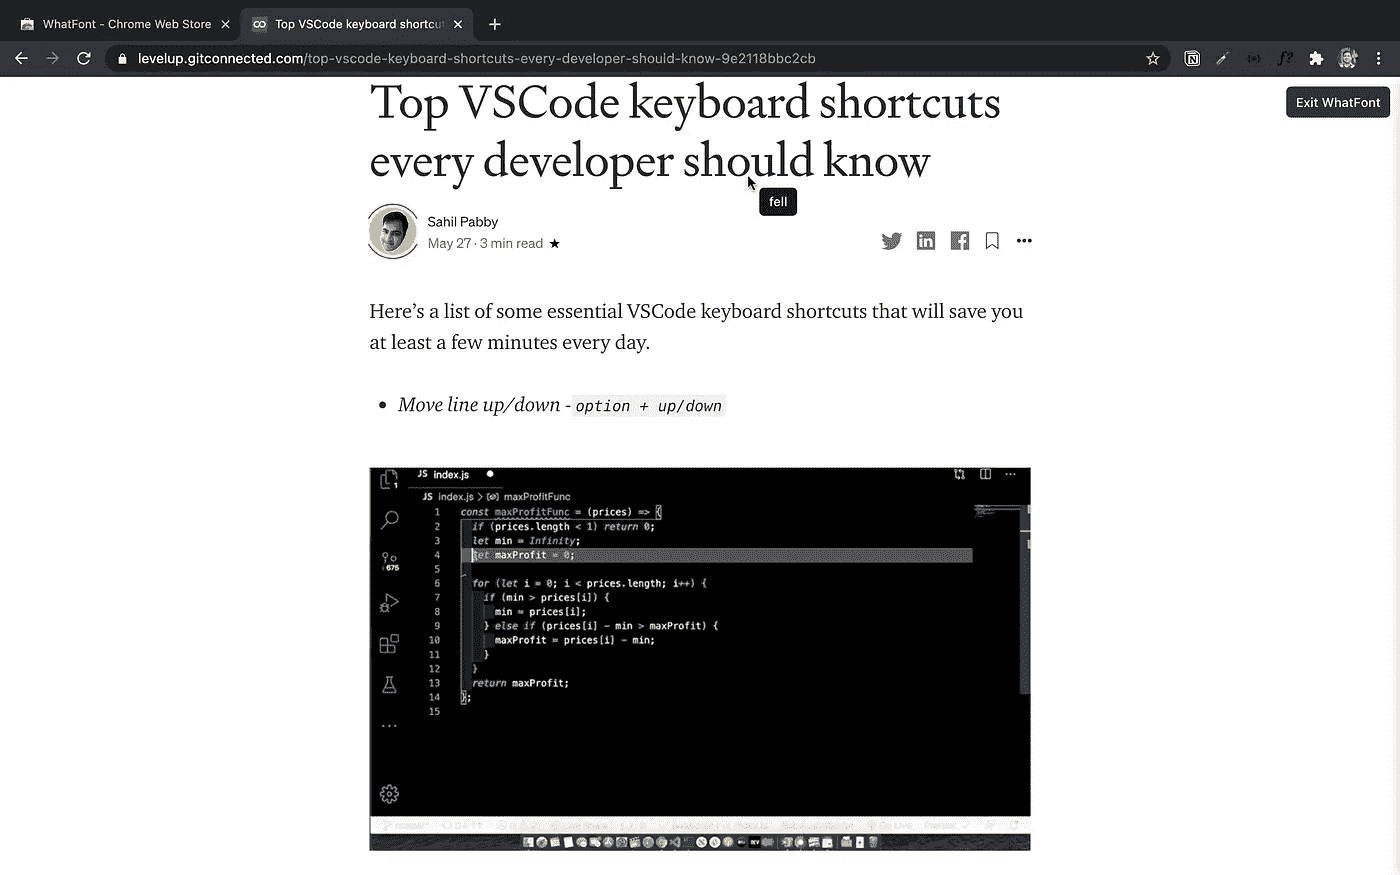 WhatFont - Chrome Web Store
Top VSCode keyboard shortcu
levelup.gitconnected.com/top-vscode-keyboard-shortcuts-every-developer-should-know-9e2118bbc2cb
f?
Exit WhatFont
Top VSCode keyboard shortcuts
every developer should know
fell
Sahil Pabby
May 27 · 3 min read ★
Here’s a list of some essential VSCode keyboard shortcuts that will save you
at least a few minutes every day.
• Move line up/down - option + up/down
JS index.js
JS index.js > maxProfitFunc
1 const maxProfitFunc = (prices) => {
2 if (prices.length < 1) return 0;
3 let min = Infinity;
4 let maxProfit = 0;
5
6 for (let i = 0; i < prices.length; i++) {
7 if (min > prices[i]) {
8 min = prices[i];
9 } else if (prices[i] - min > maxProfit) {
10 maxProfit = prices[i] - min;
11 }
12 }
13 return maxProfit;
14 };
15
1
675